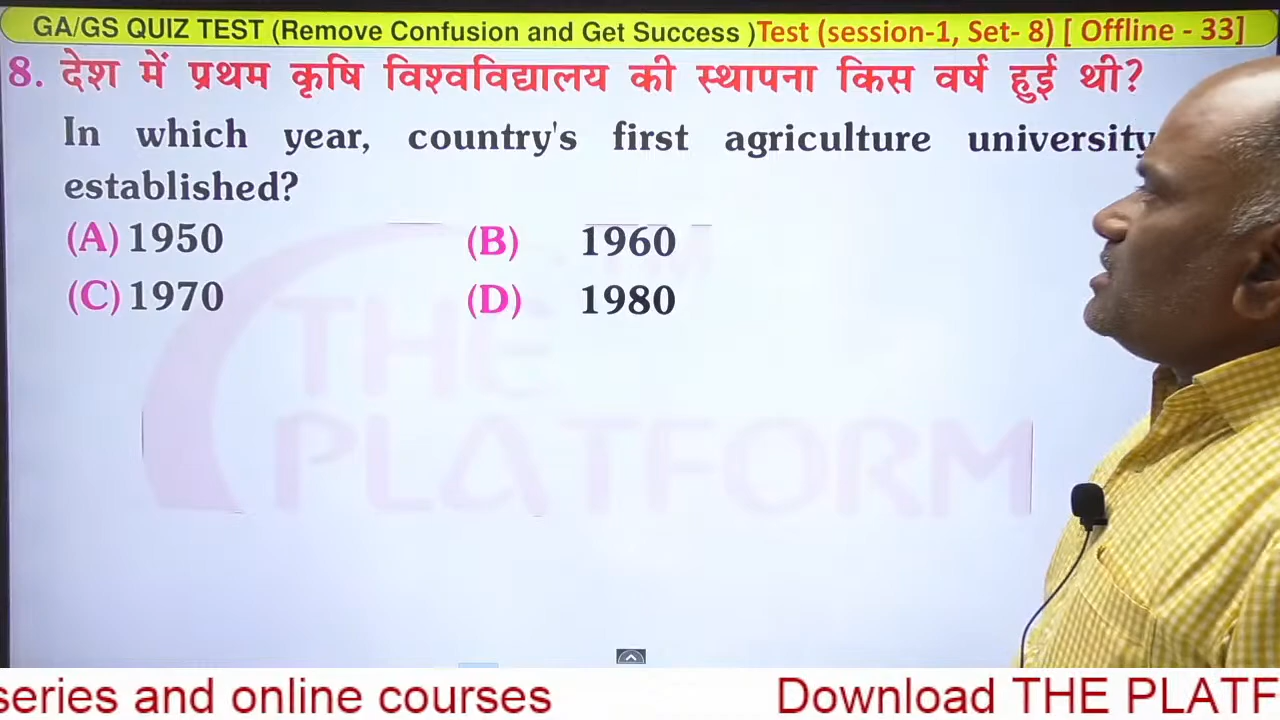 GA/GS QUIZ TEST (Remove Confusion and Get Success )Test (session-1, Set- 8) [ Offline - 33]
8. देश में प्रथम कृषि विश्वविद्यालय की स्थापना किस वर्ष हुई थी?
In which year, country's first agriculture university
established?
(A) 1950 (B) 1960
(C) 1970 (D) 1980
THE
PLATFORM
series and online courses Download THE PLATF